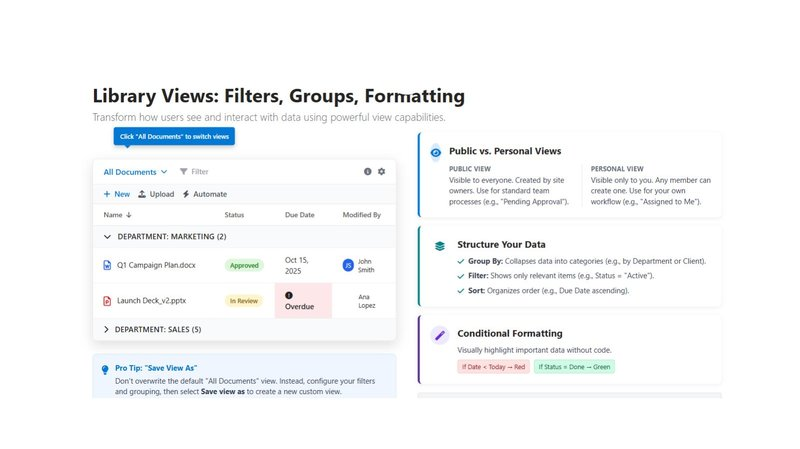 Library Views: Filters, Groups, Formatting
Transform how users see and interact with data using powerful view capabilities.
Click "All Documents" to switch views
All Documents
Filter
New
Upload
Automate
Name
Status
Due Date
Modified By
DEPARTMENT: MARKETING (2)
Q1 Campaign Plan.docx
Approved
Oct 15,
2025
JS
John
Smith
Launch Deck_v2.pptx
In Review
Overdue
Ana
Lopez
DEPARTMENT: SALES (5)
Pro Tip: "Save View As"
Don't overwrite the default "All Documents" view. Instead, configure your filters
and grouping, then select Save view as to create a new custom view.
Public vs. Personal Views
PUBLIC VIEW
Visible to everyone. Created by site
owners. Use for standard team
processes (e.g., "Pending Approval").
PERSONAL VIEW
Visible only to you. Any member can
create one. Use for your own
workflow (e.g., "Assigned to Me").
Structure Your Data
Group By: Collapses data into categories (e.g., by Department or Client).
Filter: Shows only relevant items (e.g., Status = "Active").
Sort: Organizes order (e.g., Due Date ascending).
Conditional Formatting
Visually highlight important data without code.
If Date < Today → Red
If Status = Done → Green